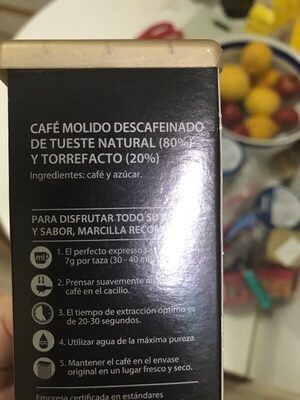 CAFÉ MOLIDO DESCAFEINADO
DE TUESTE NATURAL (80%)
Y TORREFACTO (20%)
Ingredientes: café y azúcar.
PARA DISFRUTAR TODO SU
Y SABOR, MARCILLA
ml
1. El perfecto expresso
7g por taza (30 - 40
2. Prensar suavemente
café en el cacillo.
3. El tiempo de extracción óptimo es
de 20-30 segundos.
4. Utilizar agua de la máxima pureza.
5. Mantener el café en el envase
original en un lugar fresco y seco.
Empresa certificada en estándares